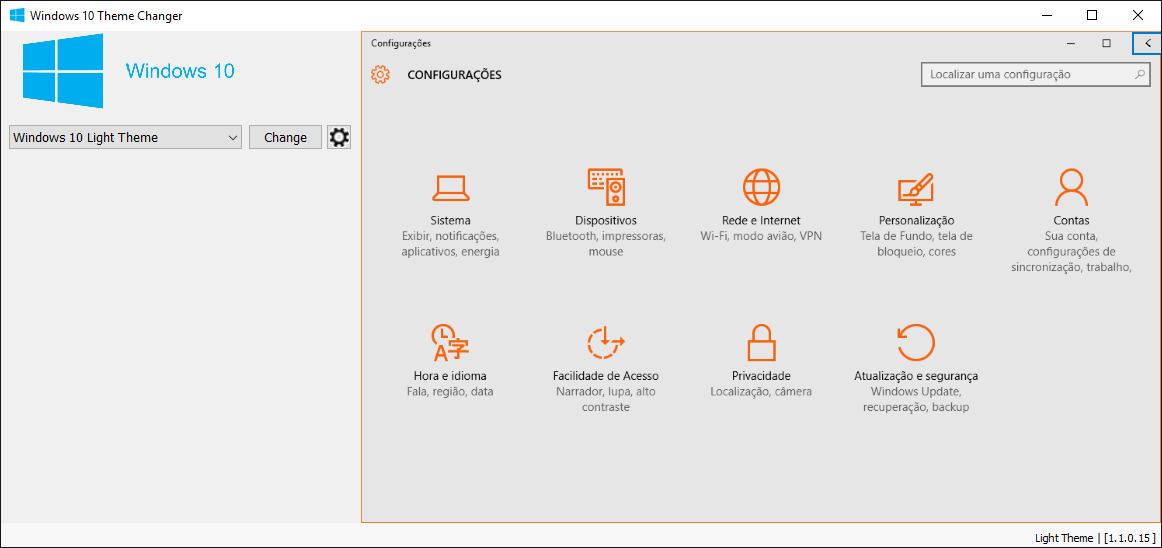 Windows 10 Theme Changer
Windows 10
Windows 10 Light Theme
Change
Configurações
CONFIGURAÇÕES
Localizar uma configuração
Sistema
Exibir, notificações,
aplicativos, energia
Dispositivos
Bluetooth, impressoras,
mouse
Rede e Internet
Wi-Fi, modo avião, VPN
Personalização
Tela de Fundo, tela de
bloqueio, cores
Contas
Sua conta,
configurações de
sincronização, trabalho,
A字
Hora e idioma
Fala, região, data
Facilidade de Acesso
Narrador, lupa, alto
contraste
Privacidade
Localização, câmera
Atualização e segurança
Windows Update,
recuperação, backup
Light Theme | [1.1.0.15]